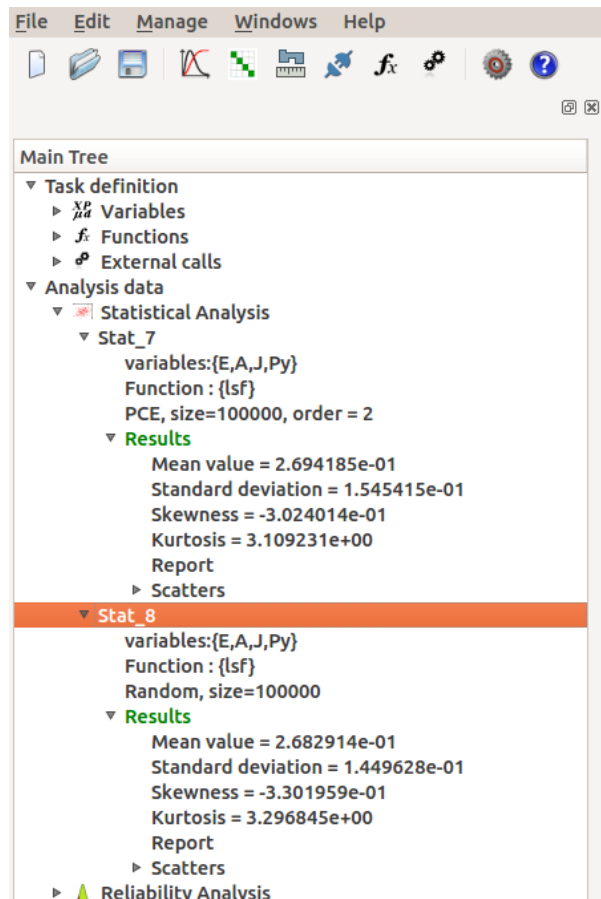 File Edit Manage Windows Help
fx ?
Main Tree
Task definition
XP μd Variables
fx Functions
External calls
Analysis data
Statistical Analysis
Stat_7
variables:{E,A,J,Py}
Function : {lsf}
PCE, size=100000, order = 2
Results
Mean value = 2.694185e-01
Standard deviation = 1.545415e-01
Skewness = -3.024014e-01
Kurtosis = 3.109231e+00
Report
Scatters
Stat_8
variables:{E,A,J,Py}
Function : {lsf}
Random, size=100000
Results
Mean value = 2.682914e-01
Standard deviation = 1.449628e-01
Skewness = -3.301959e-01
Kurtosis = 3.296845e+00
Report
Scatters
Reliability Analysis